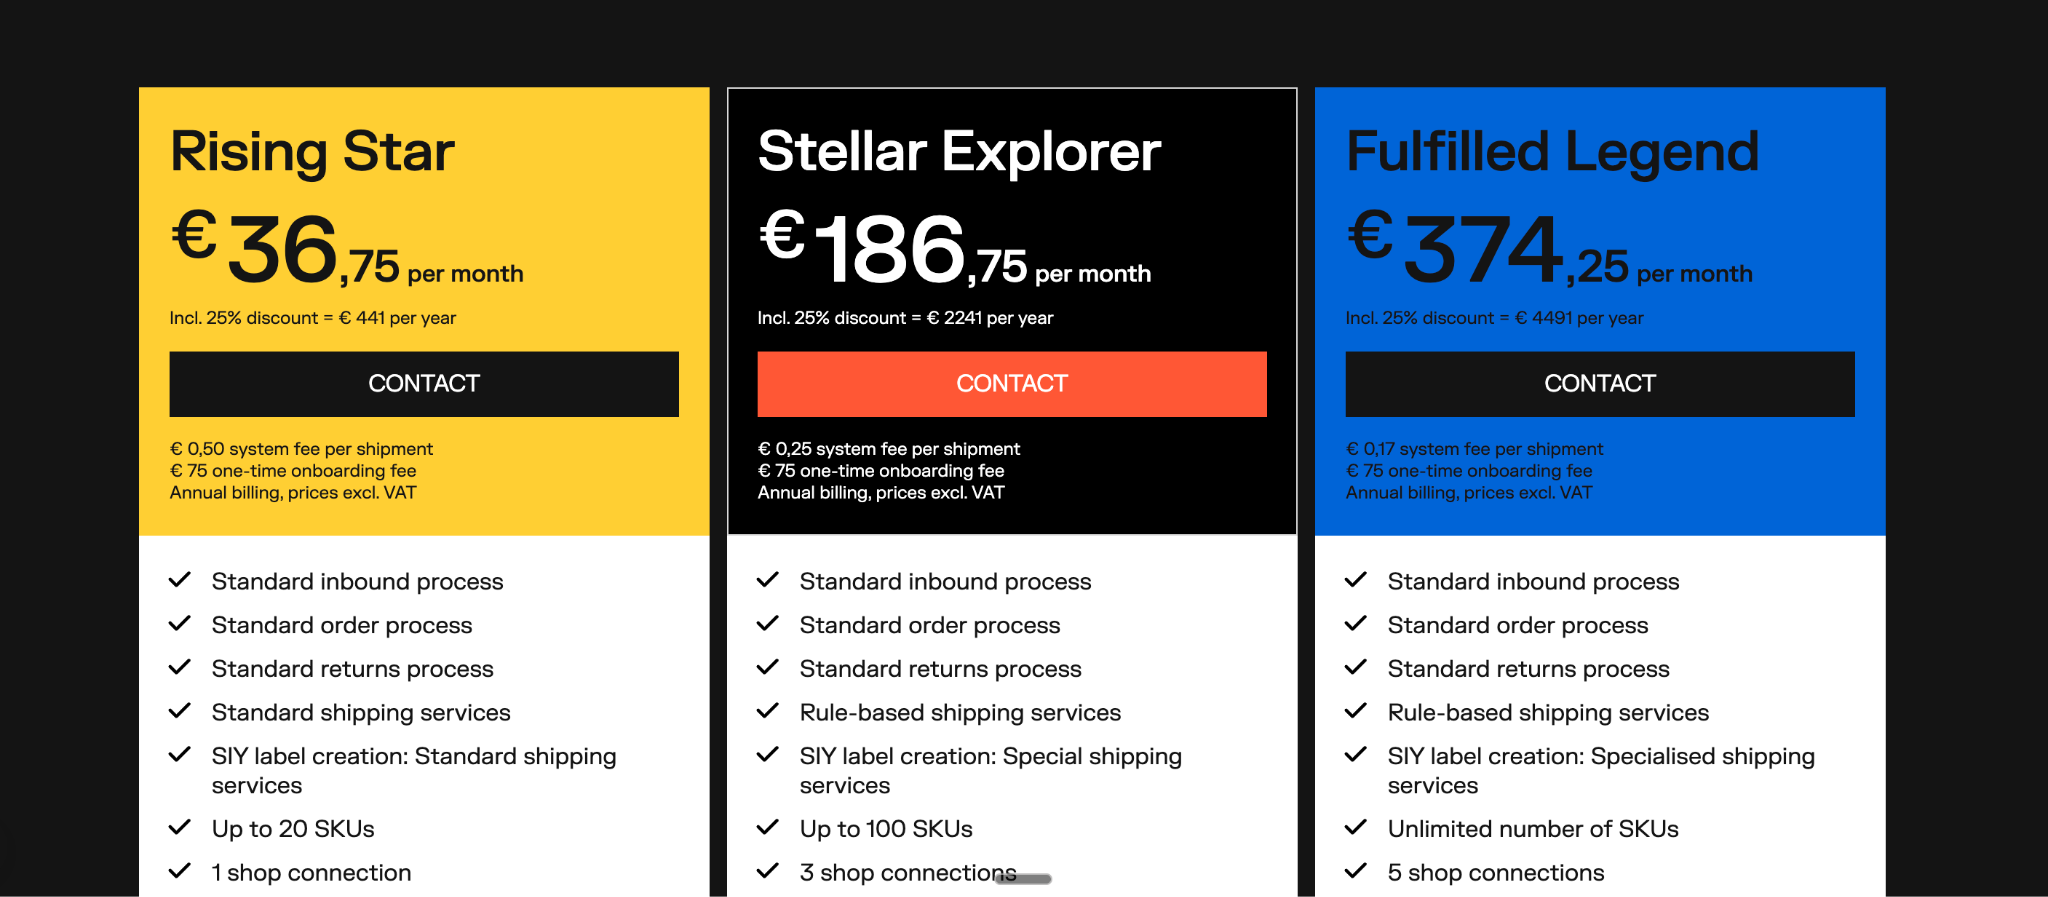 Rising Star
€ 36,75 per month
Incl. 25% discount = € 441 per year
CONTACT
€ 0,50 system fee per shipment
€ 75 one-time onboarding fee
Annual billing, prices excl. VAT
Standard inbound process
Standard order process
Standard returns process
Standard shipping services
SIY label creation: Standard shipping
services
Up to 20 SKUs
1 shop connection
Stellar Explorer
€ 186,75 per month
Incl. 25% discount = € 2241 per year
CONTACT
€ 0,25 system fee per shipment
€ 75 one-time onboarding fee
Annual billing, prices excl. VAT
Standard inbound process
Standard order process
Standard returns process
Rule-based shipping services
SIY label creation: Special shipping
services
Up to 100 SKUs
3 shop connections
Fulfilled Legend
€ 374,25 per month
Incl. 25% discount = € 4491 per year
CONTACT
€ 0,17 system fee per shipment
€ 75 one-time onboarding fee
Annual billing, prices excl. VAT
Standard inbound process
Standard order process
Standard returns process
Rule-based shipping services
SIY label creation: Specialised shipping
services
Unlimited number of SKUs
5 shop connections